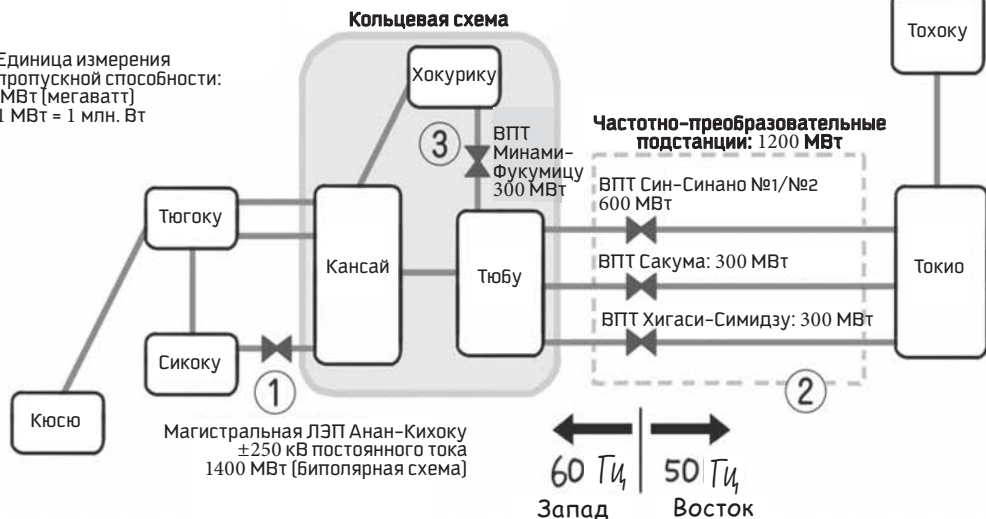 Кольцевая схема
Единица измерения
пропускной способности:
МВт (мегаватт)
1 МВт = 1 млн. Вт
Хокурику
Тохоку
③
ВПТ
Минами-
Фукумицу
300 МВт
Частотно-преобразовательные
подстанции: 1200 МВт
Тюгоку
Кансай
Тюбу
ВПТ Син-Синано №1/№2
600 МВт
ВПТ Сакума: 300 МВт
Токио
ВПТ Хигаси-Симидзу: 300 МВт
Сикоку
①
②
Кюсю
Магистральная ЛЭП Анан-Кихоку
±250 кВ постоянного тока
1400 МВт (биполярная схема)
60 Гц
50 Гц
Запад
Восток